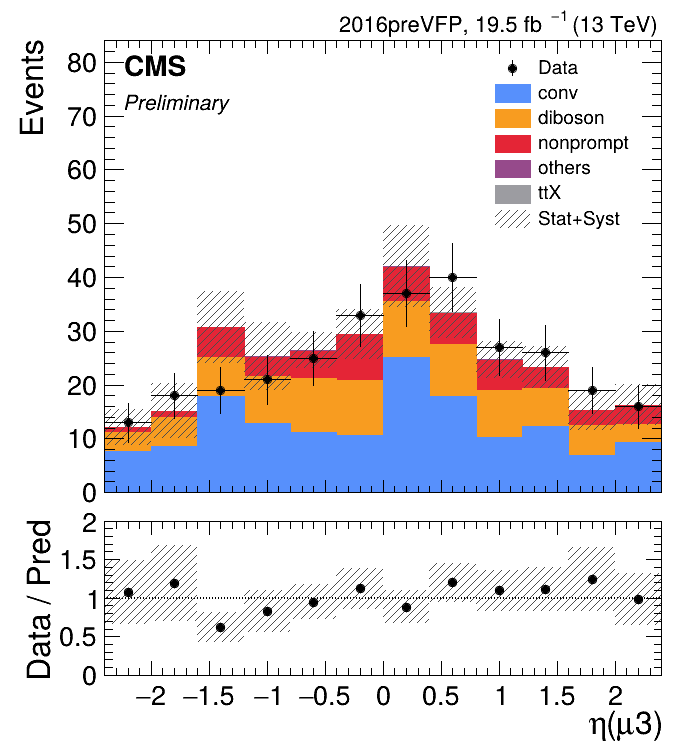 2016preVFP, 19.5 fb⁻¹ (13 TeV)
CMS
Preliminary
Events
80
70
60
50
40
30
20
10
0
Data
conv
diboson
nonprompt
others
ttX
Stat+Syst
Data / Pred
2
1.5
1
0.5
0
−2 −1.5 −1 −0.5 0 0.5 1 1.5 2
η(μ3)